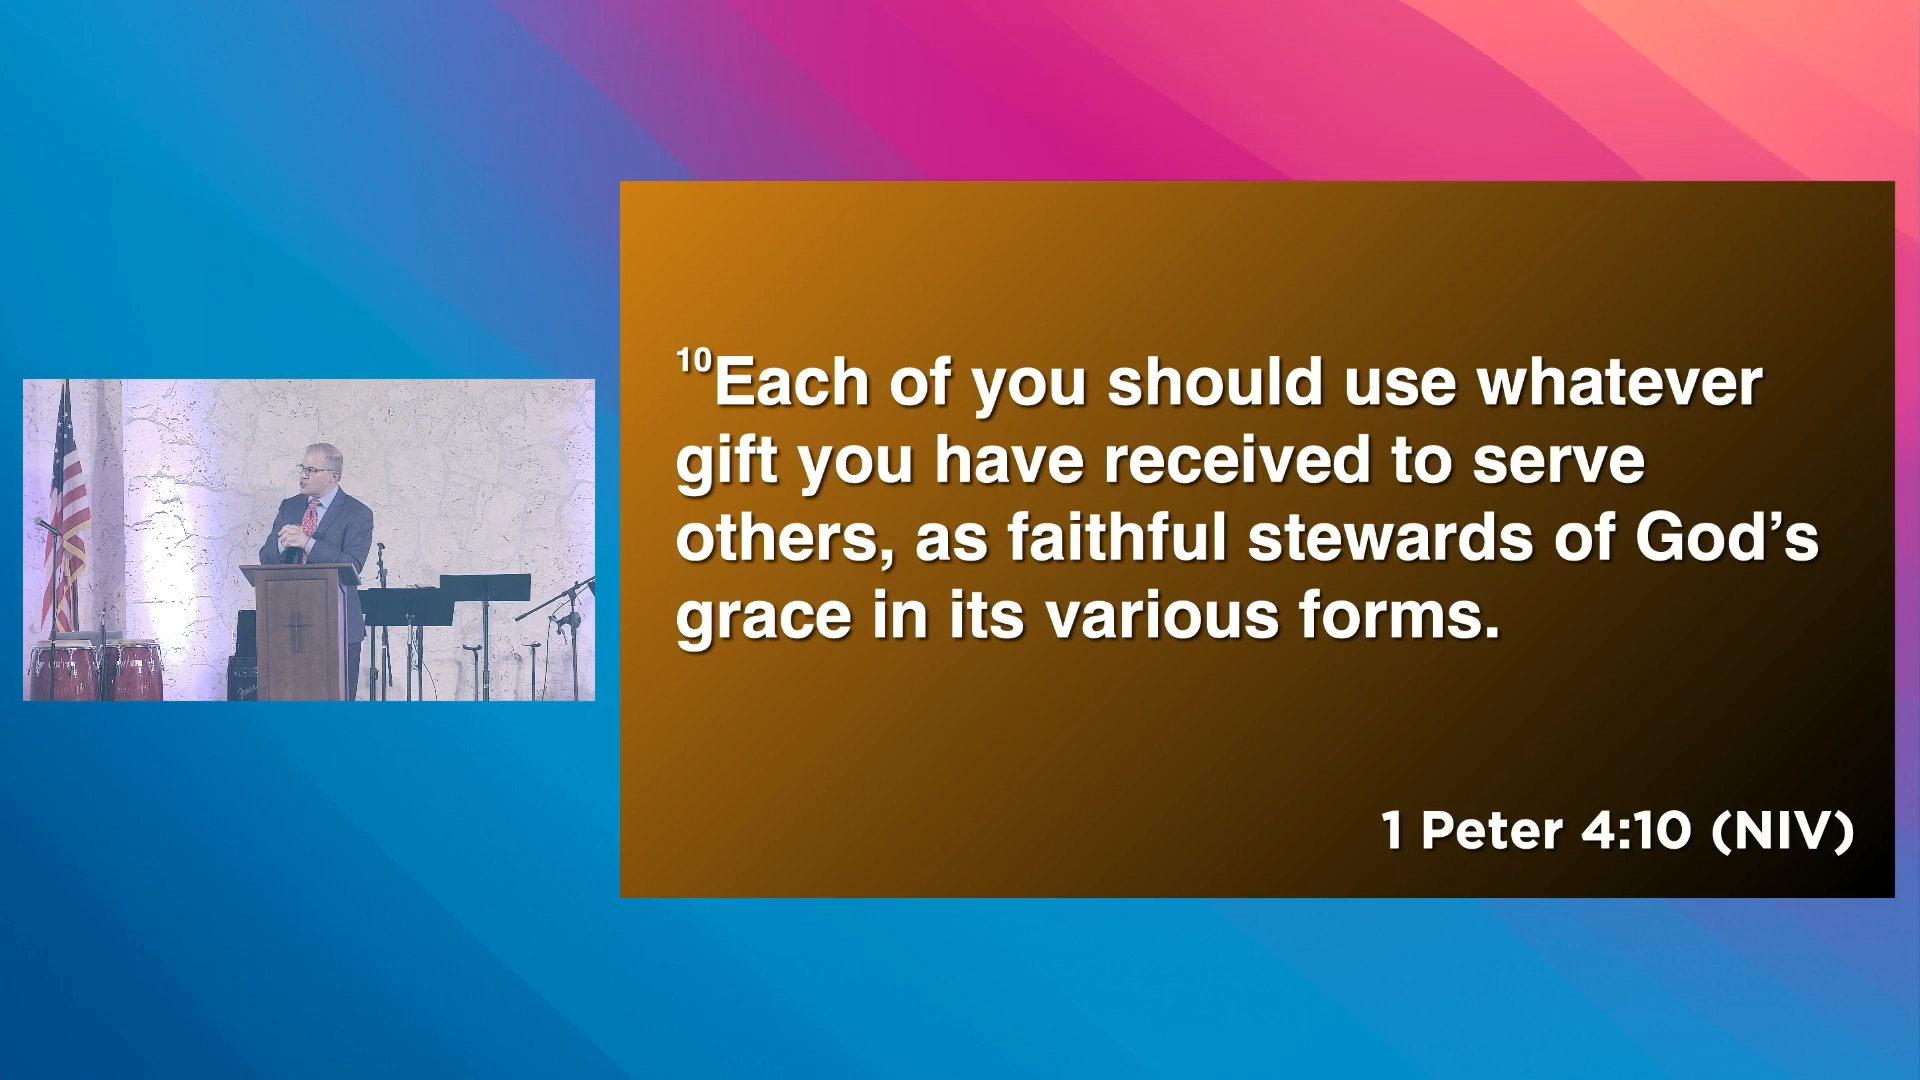 ¹⁰Each of you should use whatever
gift you have received to serve
others, as faithful stewards of God’s
grace in its various forms.
1 Peter 4:10 (NIV)